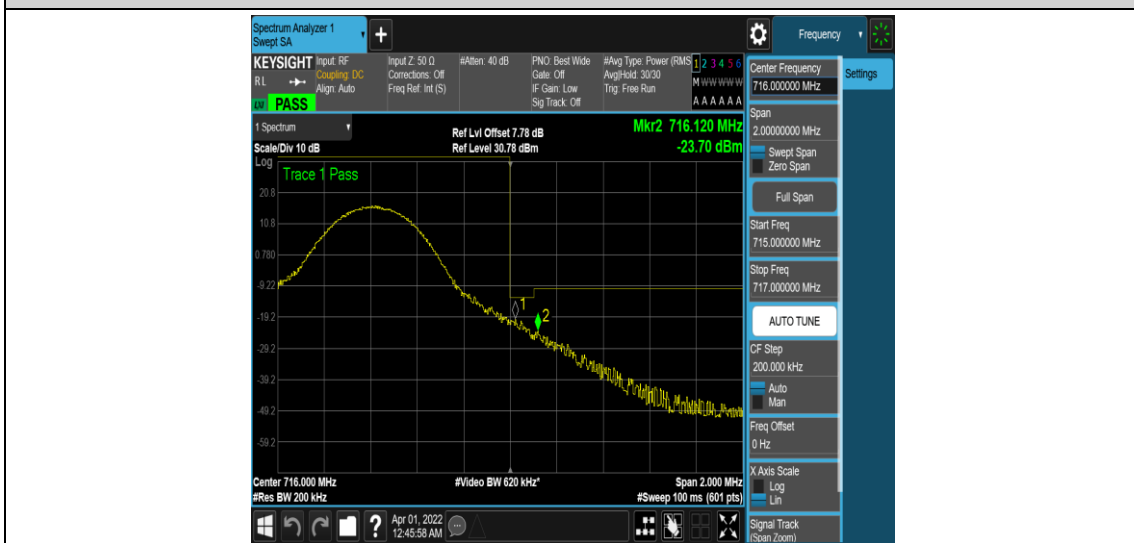 Spectrum Analyzer 1
Swept SA
+
Frequency
KEYSIGHT
RL
LXI PASS
Input: RF
Coupling: DC
Align: Auto
Input Z: 50 Ω
Corrections: Off
Freq Ref: Int (S)
#Atten: 40 dB
PNO: Best Wide
Gate: Off
IF Gain: Low
Sig Track: Off
#Avg Type: Power (RMS
Avg|Hold: 30/30
Trig: Free Run
1 2 3 4 5 6
M W W W W W
A A A A A A
1 Spectrum
Scale/Div 10 dB
Ref Lvl Offset 7.78 dB
Ref Level 30.78 dBm
Mkr2 716.120 MHz
-23.70 dBm
Log
Trace 1 Pass
20.8
10.8
0.780
-9.22
-19.2
-29.2
-39.2
-49.2
-59.2
1
2
Center 716.000 MHz
#Res BW 200 kHz
#Video BW 620 kHz*
Span 2.000 MHz
#Sweep 100 ms (601 pts)
?
Apr 01, 2022
12:45:58 AM
Center Frequency
716.000000 MHz
Settings
Span
2.00000000 MHz
Swept Span
Zero Span
Full Span
Start Freq
715.000000 MHz
Stop Freq
717.000000 MHz
AUTO TUNE
CF Step
200.000 kHz
Auto
Man
Freq Offset
0 Hz
X Axis Scale
Log
Lin
Signal Track
(Span Zoom)